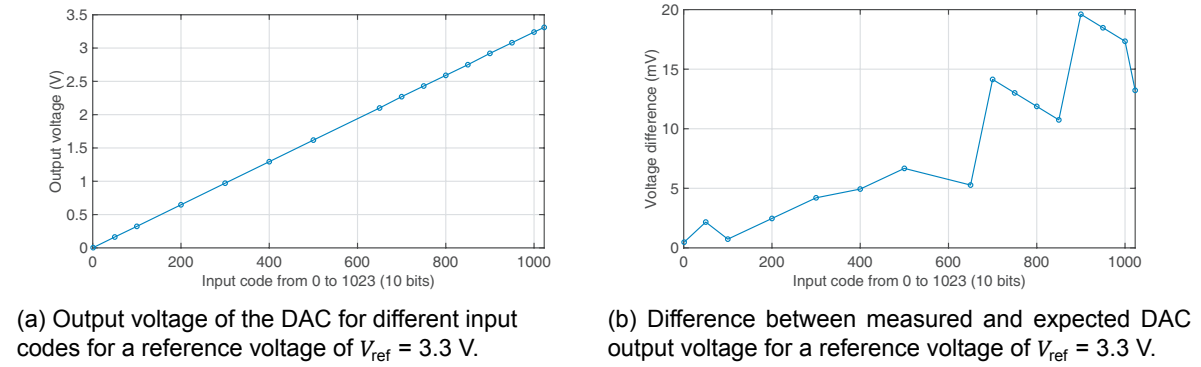 3.5
3
2.5
2
1.5
1
0.5
0
Output voltage (V)
0 200 400 600 800 1000
Input code from 0 to 1023 (10 bits)
(a) Output voltage of the DAC for different input
codes for a reference voltage of Vref = 3.3 V.
20
15
10
5
0
Voltage difference (mV)
0 200 400 600 800 1000
Input code from 0 to 1023 (10 bits)
(b) Difference between measured and expected DAC
output voltage for a reference voltage of Vref = 3.3 V.